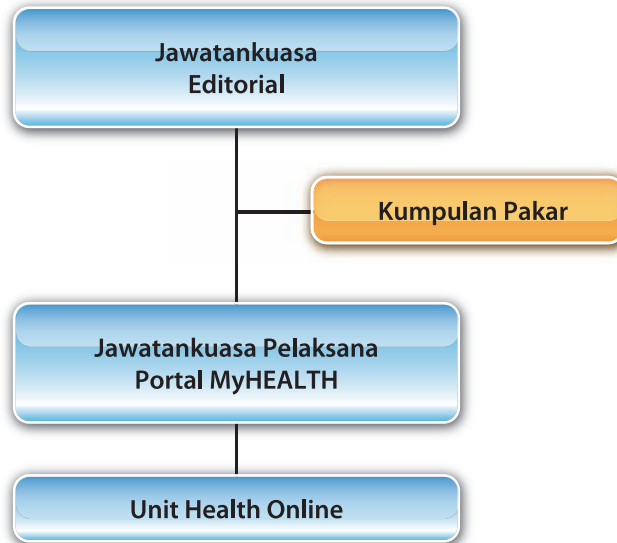 Jawatankuasa
Editorial
Kumpulan Pakar
Jawatankuasa Pelaksana
Portal MyHEALTH
Unit Health Online